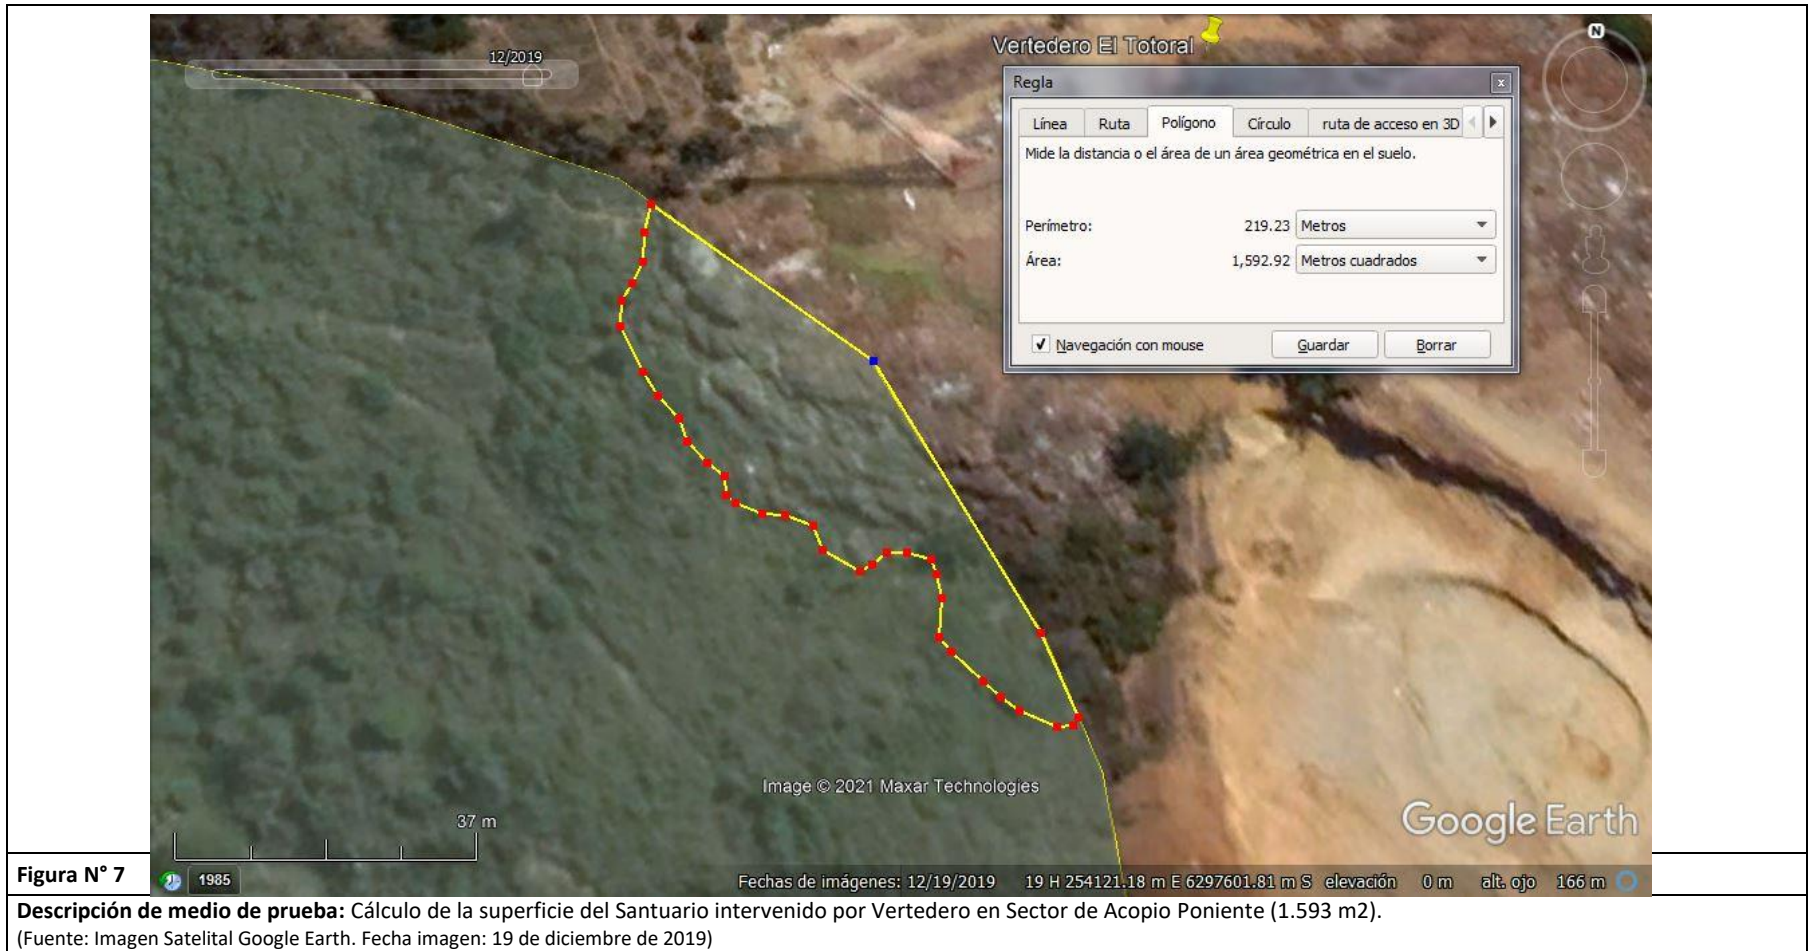 12/2019
Vertedero El Totoral
N
Regla
x
Línea Ruta Polígono Círculo ruta de acceso en 3D
Mide la distancia o el área de un área geométrica en el suelo.
Perímetro: 219.23 Metros
Área: 1,592.92 Metros cuadrados
Navegación con mouse Guardar Borrar
Image © 2021 Maxar Technologies
Google Earth
37 m
1985
Fechas de imágenes: 12/19/2019 19 H 254121.18 m E 6297601.81 m S elevación 0 m alt. ojo 166 m
Figura N° 7
Descripción de medio de prueba: Cálculo de la superficie del Santuario intervenido por Vertedero en Sector de Acopio Poniente (1.593 m2).
(Fuente: Imagen Satelital Google Earth. Fecha imagen: 19 de diciembre de 2019)